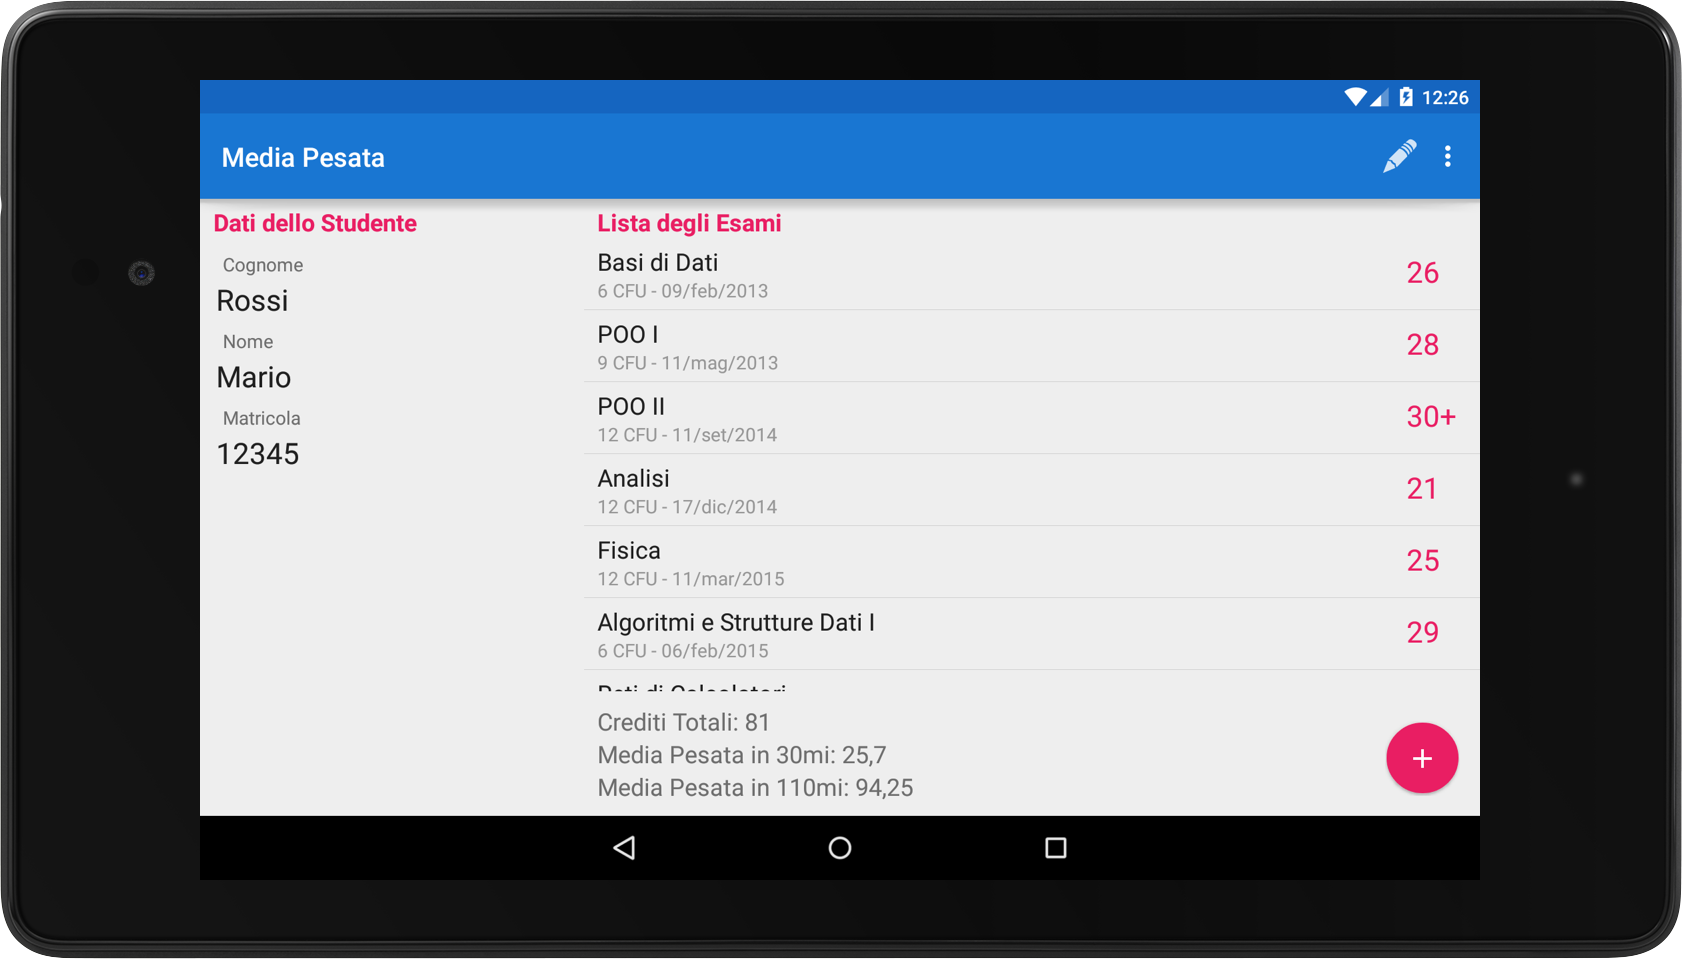 12:26
Media Pesata
Dati dello Studente
Cognome
Rossi
Nome
Mario
Matricola
12345
Lista degli Esami
Basi di Dati
6 CFU - 09/feb/2013
26
POO I
9 CFU - 11/mag/2013
28
POO II
12 CFU - 11/set/2014
30+
Analisi
12 CFU - 17/dic/2014
21
Fisica
12 CFU - 11/mar/2015
25
Algoritmi e Strutture Dati I
6 CFU - 06/feb/2015
29
Reti di Calcolatori
Crediti Totali: 81
Media Pesata in 30mi: 25,7
Media Pesata in 110mi: 94,25
+